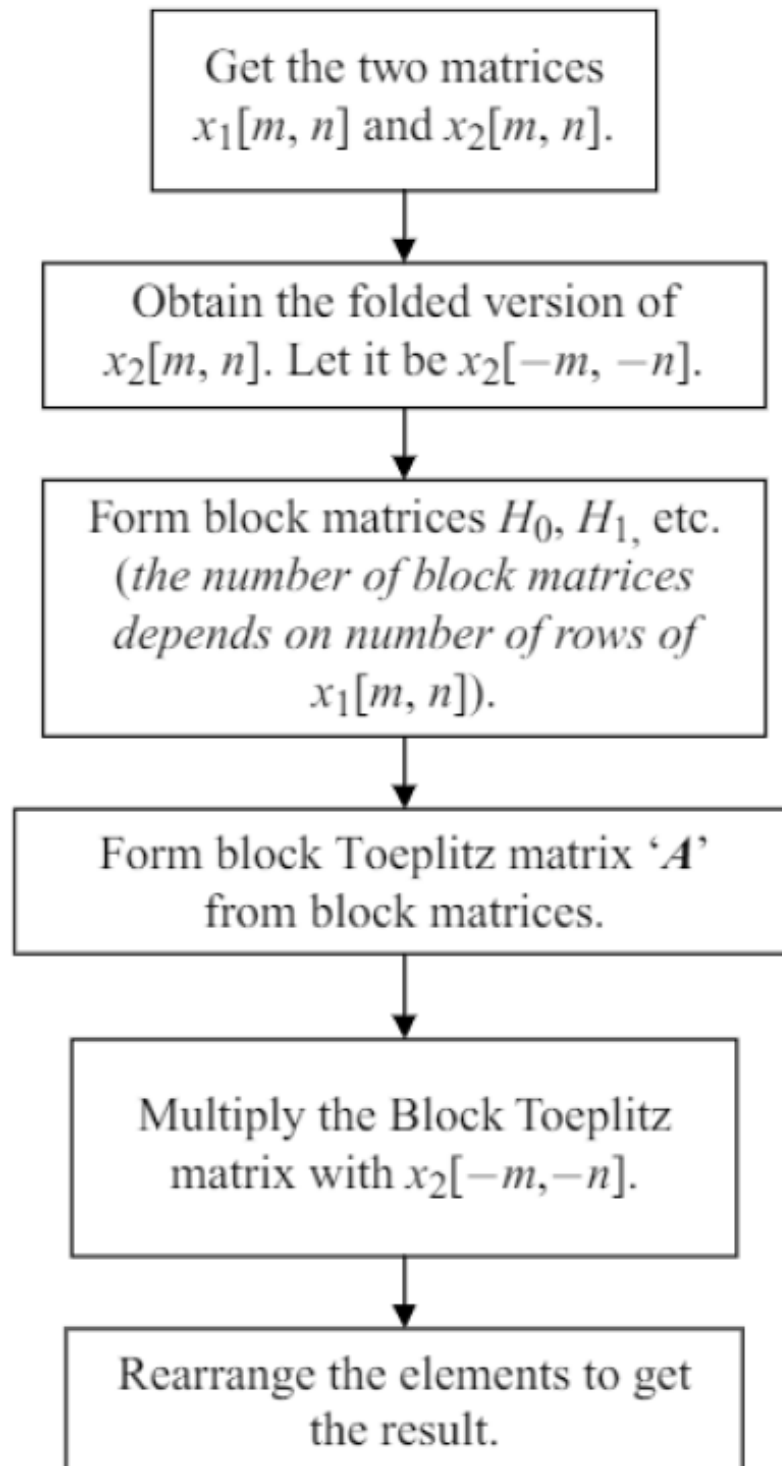 Get the two matrices
x₁[m, n] and x₂[m, n].
Obtain the folded version of
x₂[m, n]. Let it be x₂[−m, −n].
Form block matrices H₀, H₁, etc.
(the number of block matrices
depends on number of rows of
x₁[m, n]).
Form block Toeplitz matrix ‘A’
from block matrices.
Multiply the Block Toeplitz
matrix with x₂[−m,−n].
Rearrange the elements to get
the result.